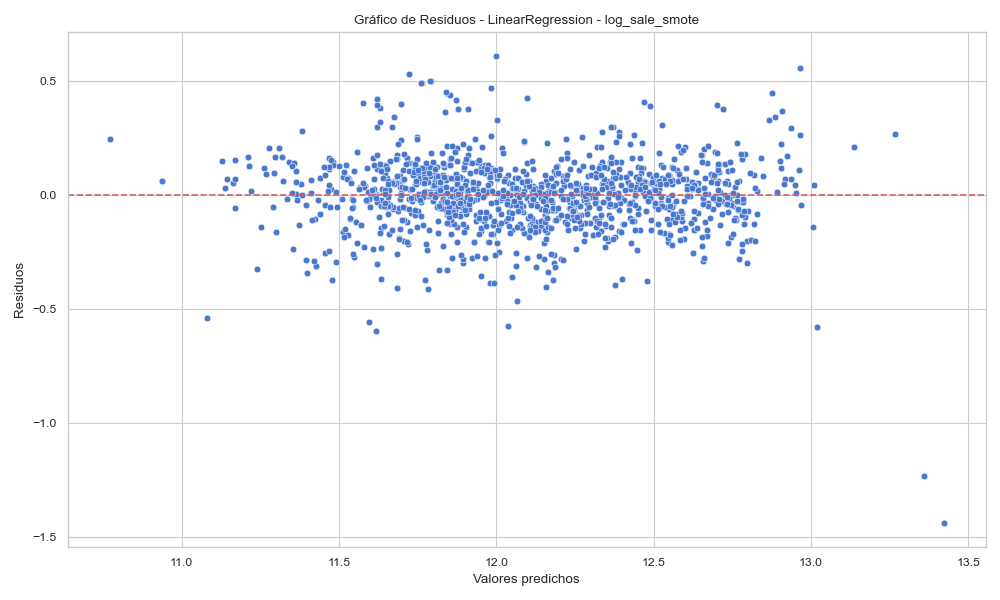 Gráfico de Residuos - LinearRegression - log_sale_smote
Residuos
0.5
0.0
−0.5
−1.0
−1.5
11.0 11.5 12.0 12.5 13.0 13.5
Valores predichos